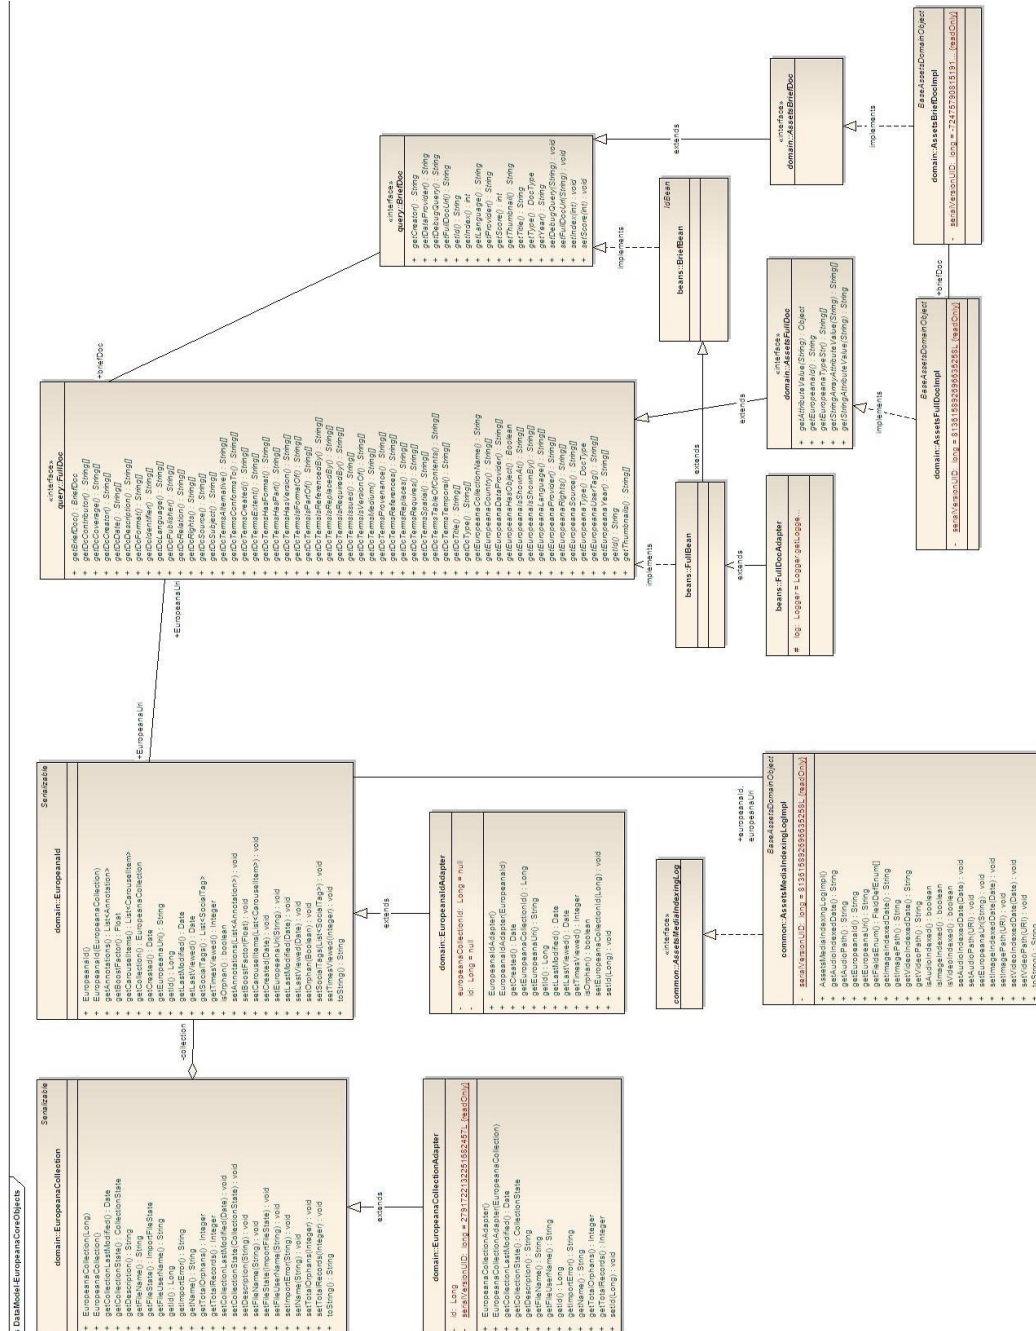 DataModel-EuropeanaCoreObjects
Serializable
domain::EuropeanaCollection
+ EuropeanaCollection(Long)
+ EuropeanaCollection()
+ getCollectionLastModified() : Date
+ getCollectionState() : CollectionState
+ getDescription() : String
+ getFileName() : String
+ getFileState() : ImportFileState
+ getFileUserName() : String
+ getId() : Long
+ getImportError() : String
+ getName() : String
+ getTotalOrphans() : Integer
+ getTotalRecords() : Integer
+ setCollectionLastModified(Date) : void
+ setCollectionState(CollectionState) : void
+ setDescription(String) : void
+ setFileName(String) : void
+ setFileState(ImportFileState) : void
+ setFileUserName(String) : void
+ setImportError(String) : void
+ setName(String) : void
+ setTotalOrphans(Integer) : void
+ setTotalRecords(Integer) : void
+ toString() : String
extends
domain::EuropeanaCollectionAdapter
- id: Long
+ EuropeanaCollectionAdapter()
+ EuropeanaCollectionAdapter(EuropeanaCollection)
+ getCollectionLastModified() : Date
+ getCollectionState() : CollectionState
+ getDescription() : String
+ getFileName() : String
+ getFileUserName() : String
+ getId() : Long
+ getImportError() : String
+ getName() : String
+ getTotalOrphans() : Integer
+ getTotalRecords() : Integer
+ setId(Long) : void
-collection
Serializable
domain::EuropeanaId
+ EuropeanaId()
+ EuropeanaId(EuropeanaCollection)
+ getAnnotations() : List<Annotation>
+ getBoostFactor() : Float
+ getCarouselItems() : List<CarouselItem>
+ getCollection() : EuropeanaCollection
+ getCreated() : Date
+ getEuropeanaUri() : String
+ getId() : Long
+ getLastModified() : Date
+ getLastViewed() : Date
+ getSocialTags() : List<SocialTag>
+ getTimesViewed() : Integer
+ isOrphan() : boolean
+ setAnnotation(List<Annotation>) : void
+ setBoostFactor(Float) : void
+ setCarouselItems(List<CarouselItem>) : void
+ setCreated(Date) : void
+ setEuropeanaUri(String) : void
+ setLastModified(Date) : void
+ setLastViewed(Date) : void
+ setOrphan(Boolean) : void
+ setSocialTags(List<SocialTag>) : void
+ setTimesViewed(Integer) : void
+ toString() : String
extends
domain::EuropeanaIdAdapter
- europeanaCollectionId: Long = null
- id: Long = null
+ EuropeanaIdAdapter()
+ EuropeanaIdAdapter(EuropeanaId)
+ getCreated() : Date
+ getEuropeanaCollectionId() : Long
+ getEuropeanaUri() : String
+ getId() : Long
+ getLastModified() : Date
+ getLastViewed() : Date
+ getTimesViewed() : Integer
+ isOrphan() : boolean
+ setEuropeanaCollectionId(Long) : void
+ setId(Long) : void
«interface»
common::AssetsMediaIndexingLog
+europeanaId,
europeanaUri
BaseAssetsDomainObject
common::AssetsMediaIndexingLogImpl
+ AssetsMediaIndexingLogImpl()
+ getAudioIndexedDate() : String
+ getAudioPath() : String
+ getEuropeanaId() : String
+ getEuropeanaUri() : String
+ getFieldsEnum() : FieldDefEnum[]
+ getImageIndexedDate() : String
+ getImagePath() : String
+ getVideoIndexedDate() : String
+ getVideoPath() : String
+ isAudioIndexed() : boolean
+ isImageIndexed() : boolean
+ isVideoIndexed() : boolean
+ setAudioIndexedDate(Date) : void
+ setAudioPath(URI) : void
+ setEuropeanaUri(String) : void
+ setImageIndexedDate(Date) : void
+ setImagePath(URI) : void
+ setVideoIndexedDate(Date) : void
+ setVideoPath(URI) : void
+EuropeanaUri
+EuropeanaUri
«interface»
query::FullDoc
+ getBriefDoc() : BriefDoc
+ getDcContributor() : String[]
+ getDcCoverage() : String[]
+ getDcCreator() : String[]
+ getDcDate() : String[]
+ getDcDescription() : String[]
+ getDcFormat() : String[]
+ getDcIdentifier() : String[]
+ getDcLanguage() : String[]
+ getDcPublisher() : String[]
+ getDcRelation() : String[]
+ getDcRights() : String[]
+ getDcSource() : String[]
+ getDcSubject() : String[]
+ getDcTermsAlternative() : String[]
+ getDcTermsConformsTo() : String[]
+ getDcTermsCreated() : String[]
+ getDcTermsExtent() : String[]
+ getDcTermsHasFormat() : String[]
+ getDcTermsHasVersion() : String[]
+ getDcTermsIsFormatOf() : String[]
+ getDcTermsIsPartOf() : String[]
+ getDcTermsIsReferencedBy() : String[]
+ getDcTermsIsReplacedBy() : String[]
+ getDcTermsIsRequiredBy() : String[]
+ getDcTermsIssued() : String[]
+ getDcTermsIsVersionOf() : String[]
+ getDcTermsMedium() : String[]
+ getDcTermsProvenance() : String[]
+ getDcTermsReferences() : String[]
+ getDcTermsReplaces() : String[]
+ getDcTermsRequires() : String[]
+ getDcTermsSpatial() : String[]
+ getDcTermsTableOfContents() : String[]
+ getDcTermsTemporal() : String[]
+ getDcTitle() : String[]
+ getDcType() : String[]
+ getEuropeanaCollectionName() : String
+ getEuropeanaCountry() : String[]
+ getEuropeanaDataProvider() : String[]
+ getEuropeanaHasObject() : Boolean
+ getEuropeanaIsShownAt() : String[]
+ getEuropeanaIsShownBy() : String[]
+ getEuropeanaLanguage() : String[]
+ getEuropeanaProvider() : String[]
+ getEuropeanaRights() : String[]
+ getEuropeanaSource() : String[]
+ getEuropeanaType() : DocType
+ getEuropeanaUserTag() : String[]
+ getEuropeanaYear() : String[]
+ getId() : String
+ getThumbnails() : String[]
+briefDoc
implements
beans::FullBean
extends
beans::FullDocAdapter
# log: Logger = Logger.getLogge...
«interface»
query::BriefDoc
+ getCreator() : String
+ getDataProvider() : String
+ getDebugQuery() : String
+ getFullDocUrl() : String
+ getId() : String
+ getIndex() : int
+ getLanguage() : String
+ getProvider() : String
+ getScore() : int
+ getThumbnail() : String
+ getTitle() : String
+ getType() : DocType
+ getYear() : String
+ setDebugQuery(String) : void
+ setFullDocUrl(String) : void
+ setIndex(int) : void
+ setScore(int) : void
implements
IdBean
beans::BriefBean
extends
extends
«interface»
domain::AssetsFullDoc
+ getAttributeValue(String) : Object
+ getEuropeanaId() : String
+ getEuropeanaTypeStr() : String[]
+ getStringArrayAttributeValue(String) : String[]
+ getStringAttributeValue(String) : String
implements
BaseAssetsDomainObject
domain::AssetsFullDocImpl
+briefDoc
extends
«interface»
domain::AssetsBriefDoc
implements
BaseAssetsDomainObject
domain::AssetsBriefDocImpl